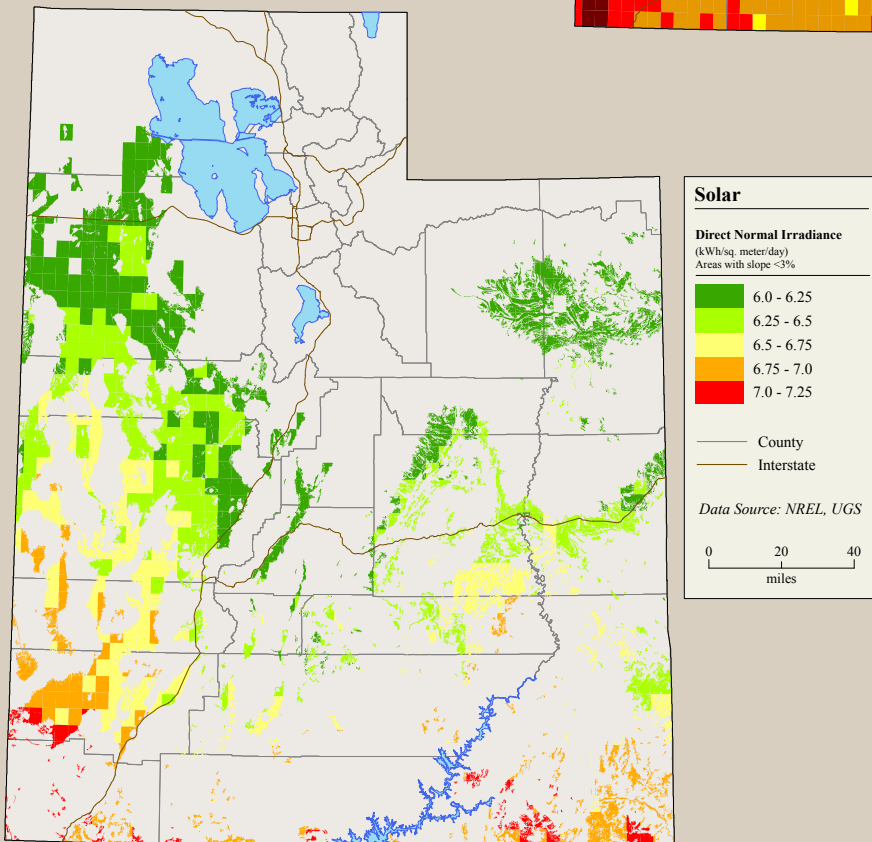 Solar
Direct Normal Irradiance
(kWh/sq. meter/day)
Areas with slope <3%
6.0 - 6.25
6.25 - 6.5
6.5 - 6.75
6.75 - 7.0
7.0 - 7.25
County
Interstate
Data Source: NREL, UGS
0 20 40
miles